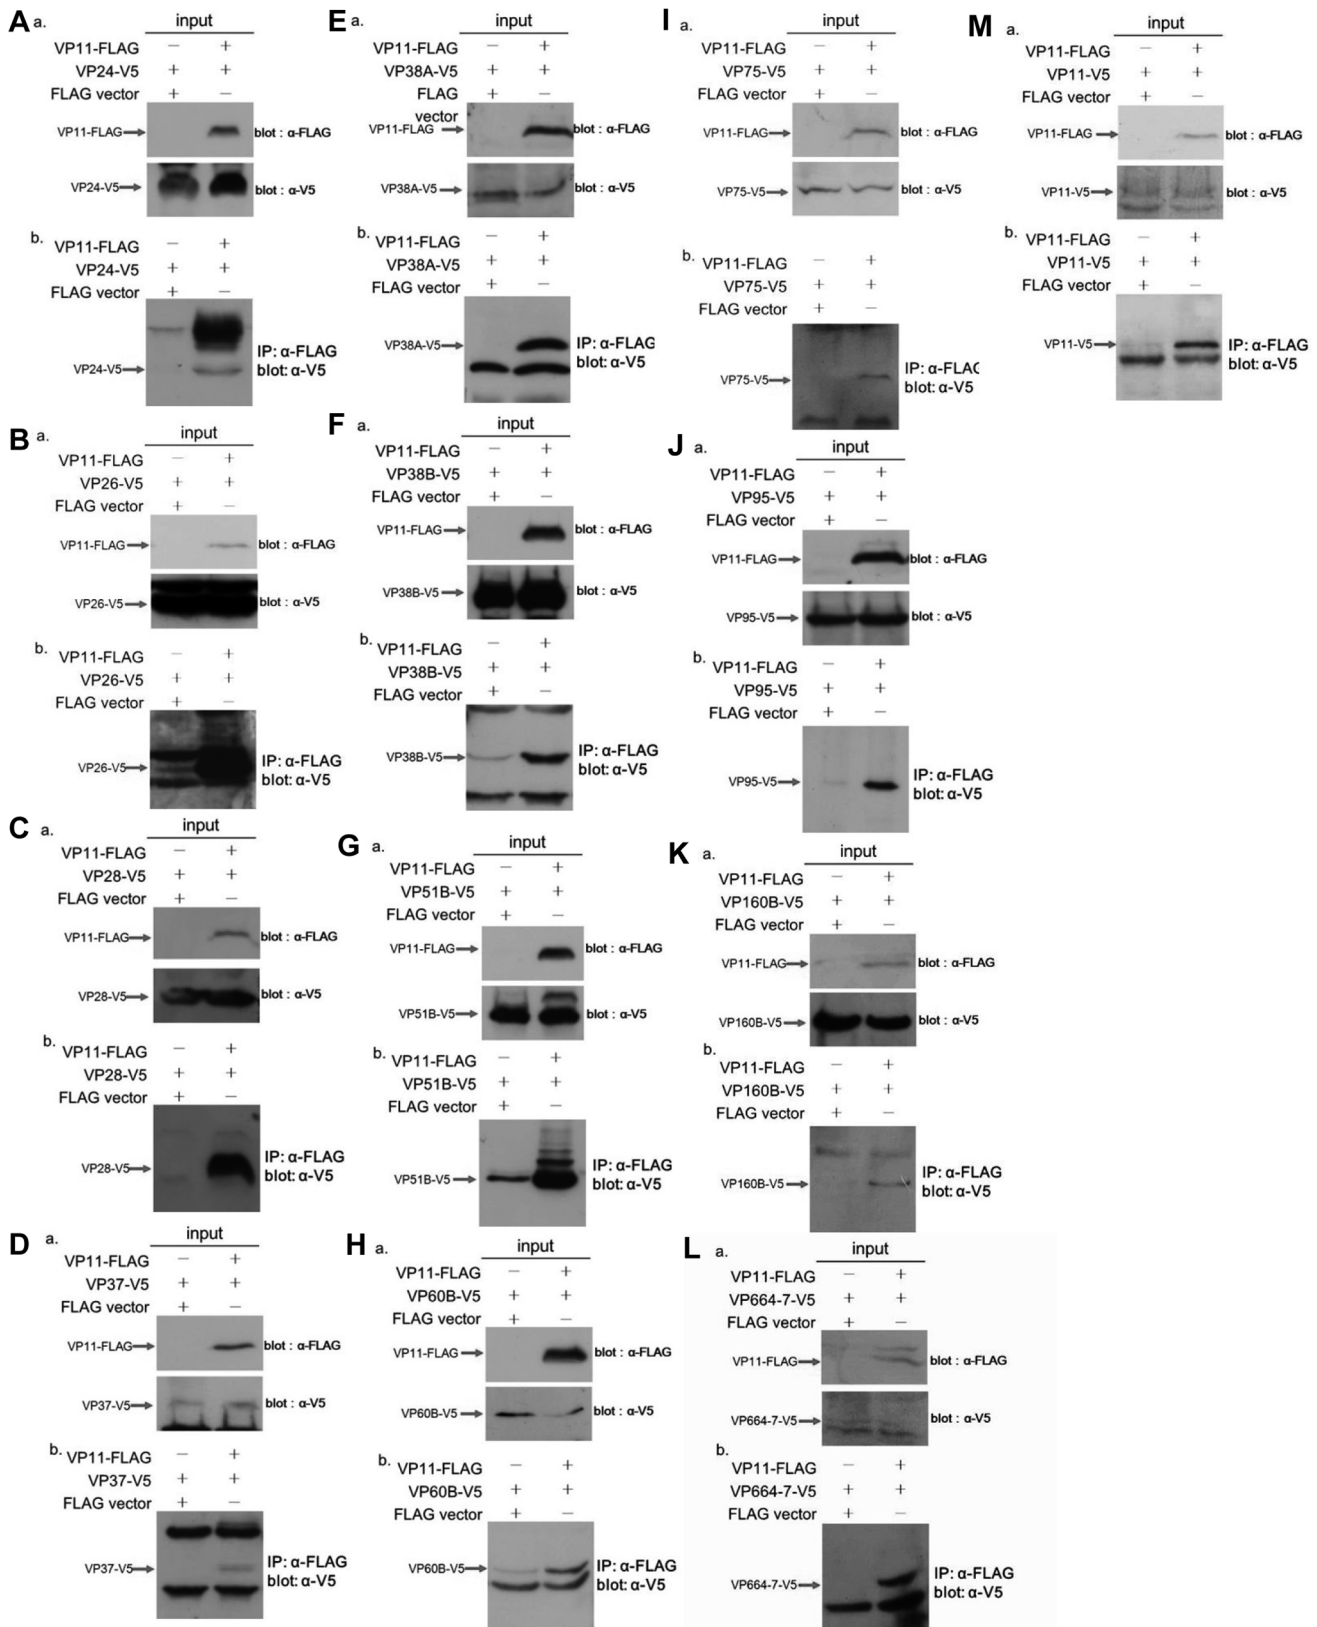 A a.
input
VP11-FLAG − +
VP24-V5 + +
FLAG vector + −
VP11-FLAG
blot : α-FLAG
VP24-V5
blot : α-V5
b.
VP11-FLAG − +
VP24-V5 + +
FLAG vector + −
VP24-V5
IP: α-FLAG
blot: α-V5
B a.
input
VP11-FLAG − +
VP26-V5 + +
FLAG vector + −
VP11-FLAG
blot : α-FLAG
VP26-V5
blot : α-V5
b.
VP11-FLAG − +
VP26-V5 + +
FLAG vector + −
VP26-V5
IP: α-FLAG
blot: α-V5
C a.
input
VP11-FLAG − +
VP28-V5 + +
FLAG vector + −
VP11-FLAG
blot : α-FLAG
VP28-V5
blot : α-V5
b.
VP11-FLAG − +
VP28-V5 + +
FLAG vector + −
VP28-V5
IP: α-FLAG
blot: α-V5
D a.
input
VP11-FLAG − +
VP37-V5 + +
FLAG vector + −
VP11-FLAG
blot : α-FLAG
VP37-V5
blot : α-V5
b.
VP11-FLAG − +
VP37-V5 + +
FLAG vector + −
VP37-V5
IP: α-FLAG
blot: α-V5
E a.
input
VP11-FLAG − +
VP38A-V5 + +
FLAG + −
vector
VP11-FLAG
blot : α-FLAG
VP38A-V5
blot : α-V5
b.
VP11-FLAG − +
VP38A-V5 + +
FLAG vector + −
VP38A-V5
IP: α-FLAG
blot: α-V5
F a.
input
VP11-FLAG − +
VP38B-V5 + +
FLAG vector + −
VP11-FLAG
blot : α-FLAG
VP38B-V5
blot : α-V5
b.
VP11-FLAG − +
VP38B-V5 + +
FLAG vector + −
VP38B-V5
IP: α-FLAG
blot: α-V5
G a.
input
VP11-FLAG − +
VP51B-V5 + +
FLAG vector + −
VP11-FLAG
blot : α-FLAG
VP51B-V5
blot : α-V5
b.
VP11-FLAG − +
VP51B-V5 + +
FLAG vector + −
VP51B-V5
IP: α-FLAG
blot: α-V5
H a.
input
VP11-FLAG − +
VP60B-V5 + +
FLAG vector + −
VP11-FLAG
blot : α-FLAG
VP60B-V5
blot : α-V5
b.
VP11-FLAG − +
VP60B-V5 + +
FLAG vector + −
VP60B-V5
IP: α-FLAG
blot: α-V5
I a.
input
VP11-FLAG − +
VP75-V5 + +
FLAG vector + −
VP11-FLAG
blot : α-FLAG
VP75-V5
blot : α-V5
b.
VP11-FLAG − +
VP75-V5 + +
FLAG vector + −
VP75-V5
IP: α-FLAG
blot: α-V5
J a.
input
VP11-FLAG − +
VP95-V5 + +
FLAG vector + −
VP11-FLAG
blot : α-FLAG
VP95-V5
blot : α-V5
b.
VP11-FLAG − +
VP95-V5 + +
FLAG vector + −
VP95-V5
IP: α-FLAG
blot: α-V5
K a.
input
VP11-FLAG − +
VP160B-V5 + +
FLAG vector + −
VP11-FLAG
blot : α-FLAG
VP160B-V5
blot : α-V5
b.
VP11-FLAG − +
VP160B-V5 + +
FLAG vector + −
VP160B-V5
IP: α-FLAG
blot: α-V5
L a.
input
VP11-FLAG − +
VP664-7-V5 + +
FLAG vector + −
VP11-FLAG
blot : α-FLAG
VP664-7-V5
blot : α-V5
b.
VP11-FLAG − +
VP664-7-V5 + +
FLAG vector + −
VP664-7-V5
IP: α-FLAG
blot: α-V5
M a.
input
VP11-FLAG − +
VP11-V5 + +
FLAG vector + −
VP11-FLAG
blot : α-FLAG
VP11-V5
blot : α-V5
b.
VP11-FLAG − +
VP11-V5 + +
FLAG vector + −
VP11-V5
IP: α-FLAG
blot: α-V5